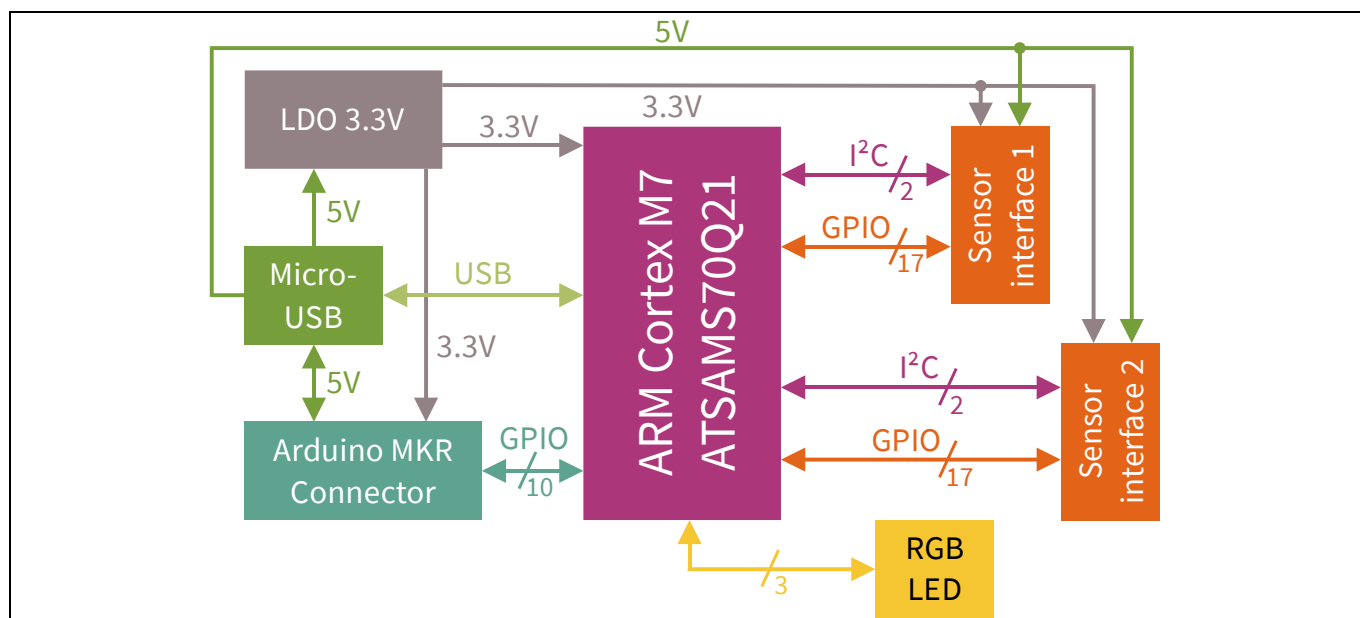 5V
LDO 3.3V
3.3V
3.3V
5V
Micro-
USB
USB
3.3V
5V
Arduino MKR
Connector
GPIO
10
ARM Cortex M7
ATSAMS70Q21
I²C
2
GPIO
17
Sensor
interface 1
I²C
2
GPIO
17
Sensor
interface 2
3
RGB
LED